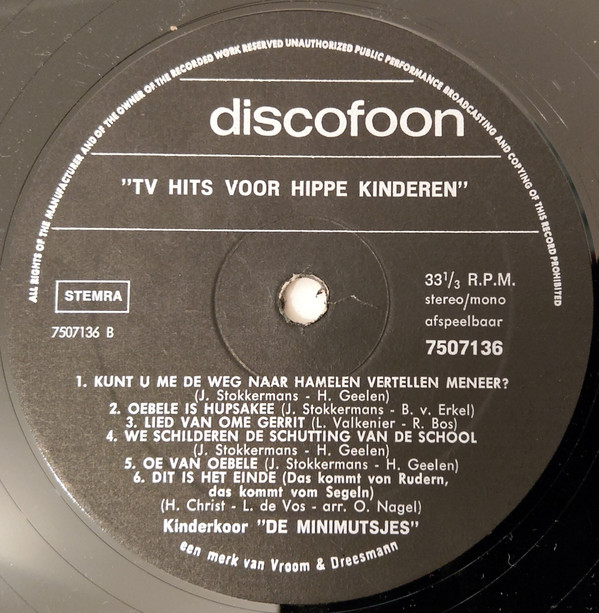 ALL RIGHTS OF THE MANUFACTURER AND OF THE OWNER OF THE RECORDED WORK RESERVED UNAUTHORIZED PUBLIC PERFORMANCE BROADCASTING AND COPYING OF THIS RECORD PROHIBITED
discofoon
"TV HITS VOOR HIPPE KINDEREN"
STEMRA
7507136 B
33 1/3 R.P.M.
stereo/mono
afspeelbaar
7507136
1. KUNT U ME DE WEG NAAR HAMELEN VERTELLEN MENEER?
(J. Stokkermans - H. Geelen)
2. OEBELE IS HUPSAKEE (J. Stokkermans - B. v. Erkel)
3. LIED VAN OME GERRIT (L. Valkenier - R. Bos)
4. WE SCHILDEREN DE SCHUTTING VAN DE SCHOOL
(J. Stokkermans - H. Geelen)
5. OE VAN OEBELE (J. Stokkermans - H. Geelen)
6. DIT IS HET EINDE (Das kommt von Rudern,
das kommt vom Segeln)
(H. Christ - L. de Vos - arr. O. Nagel)
Kinderkoor "DE MINIMUTSJES"
een merk van Vroom & Dreesmann